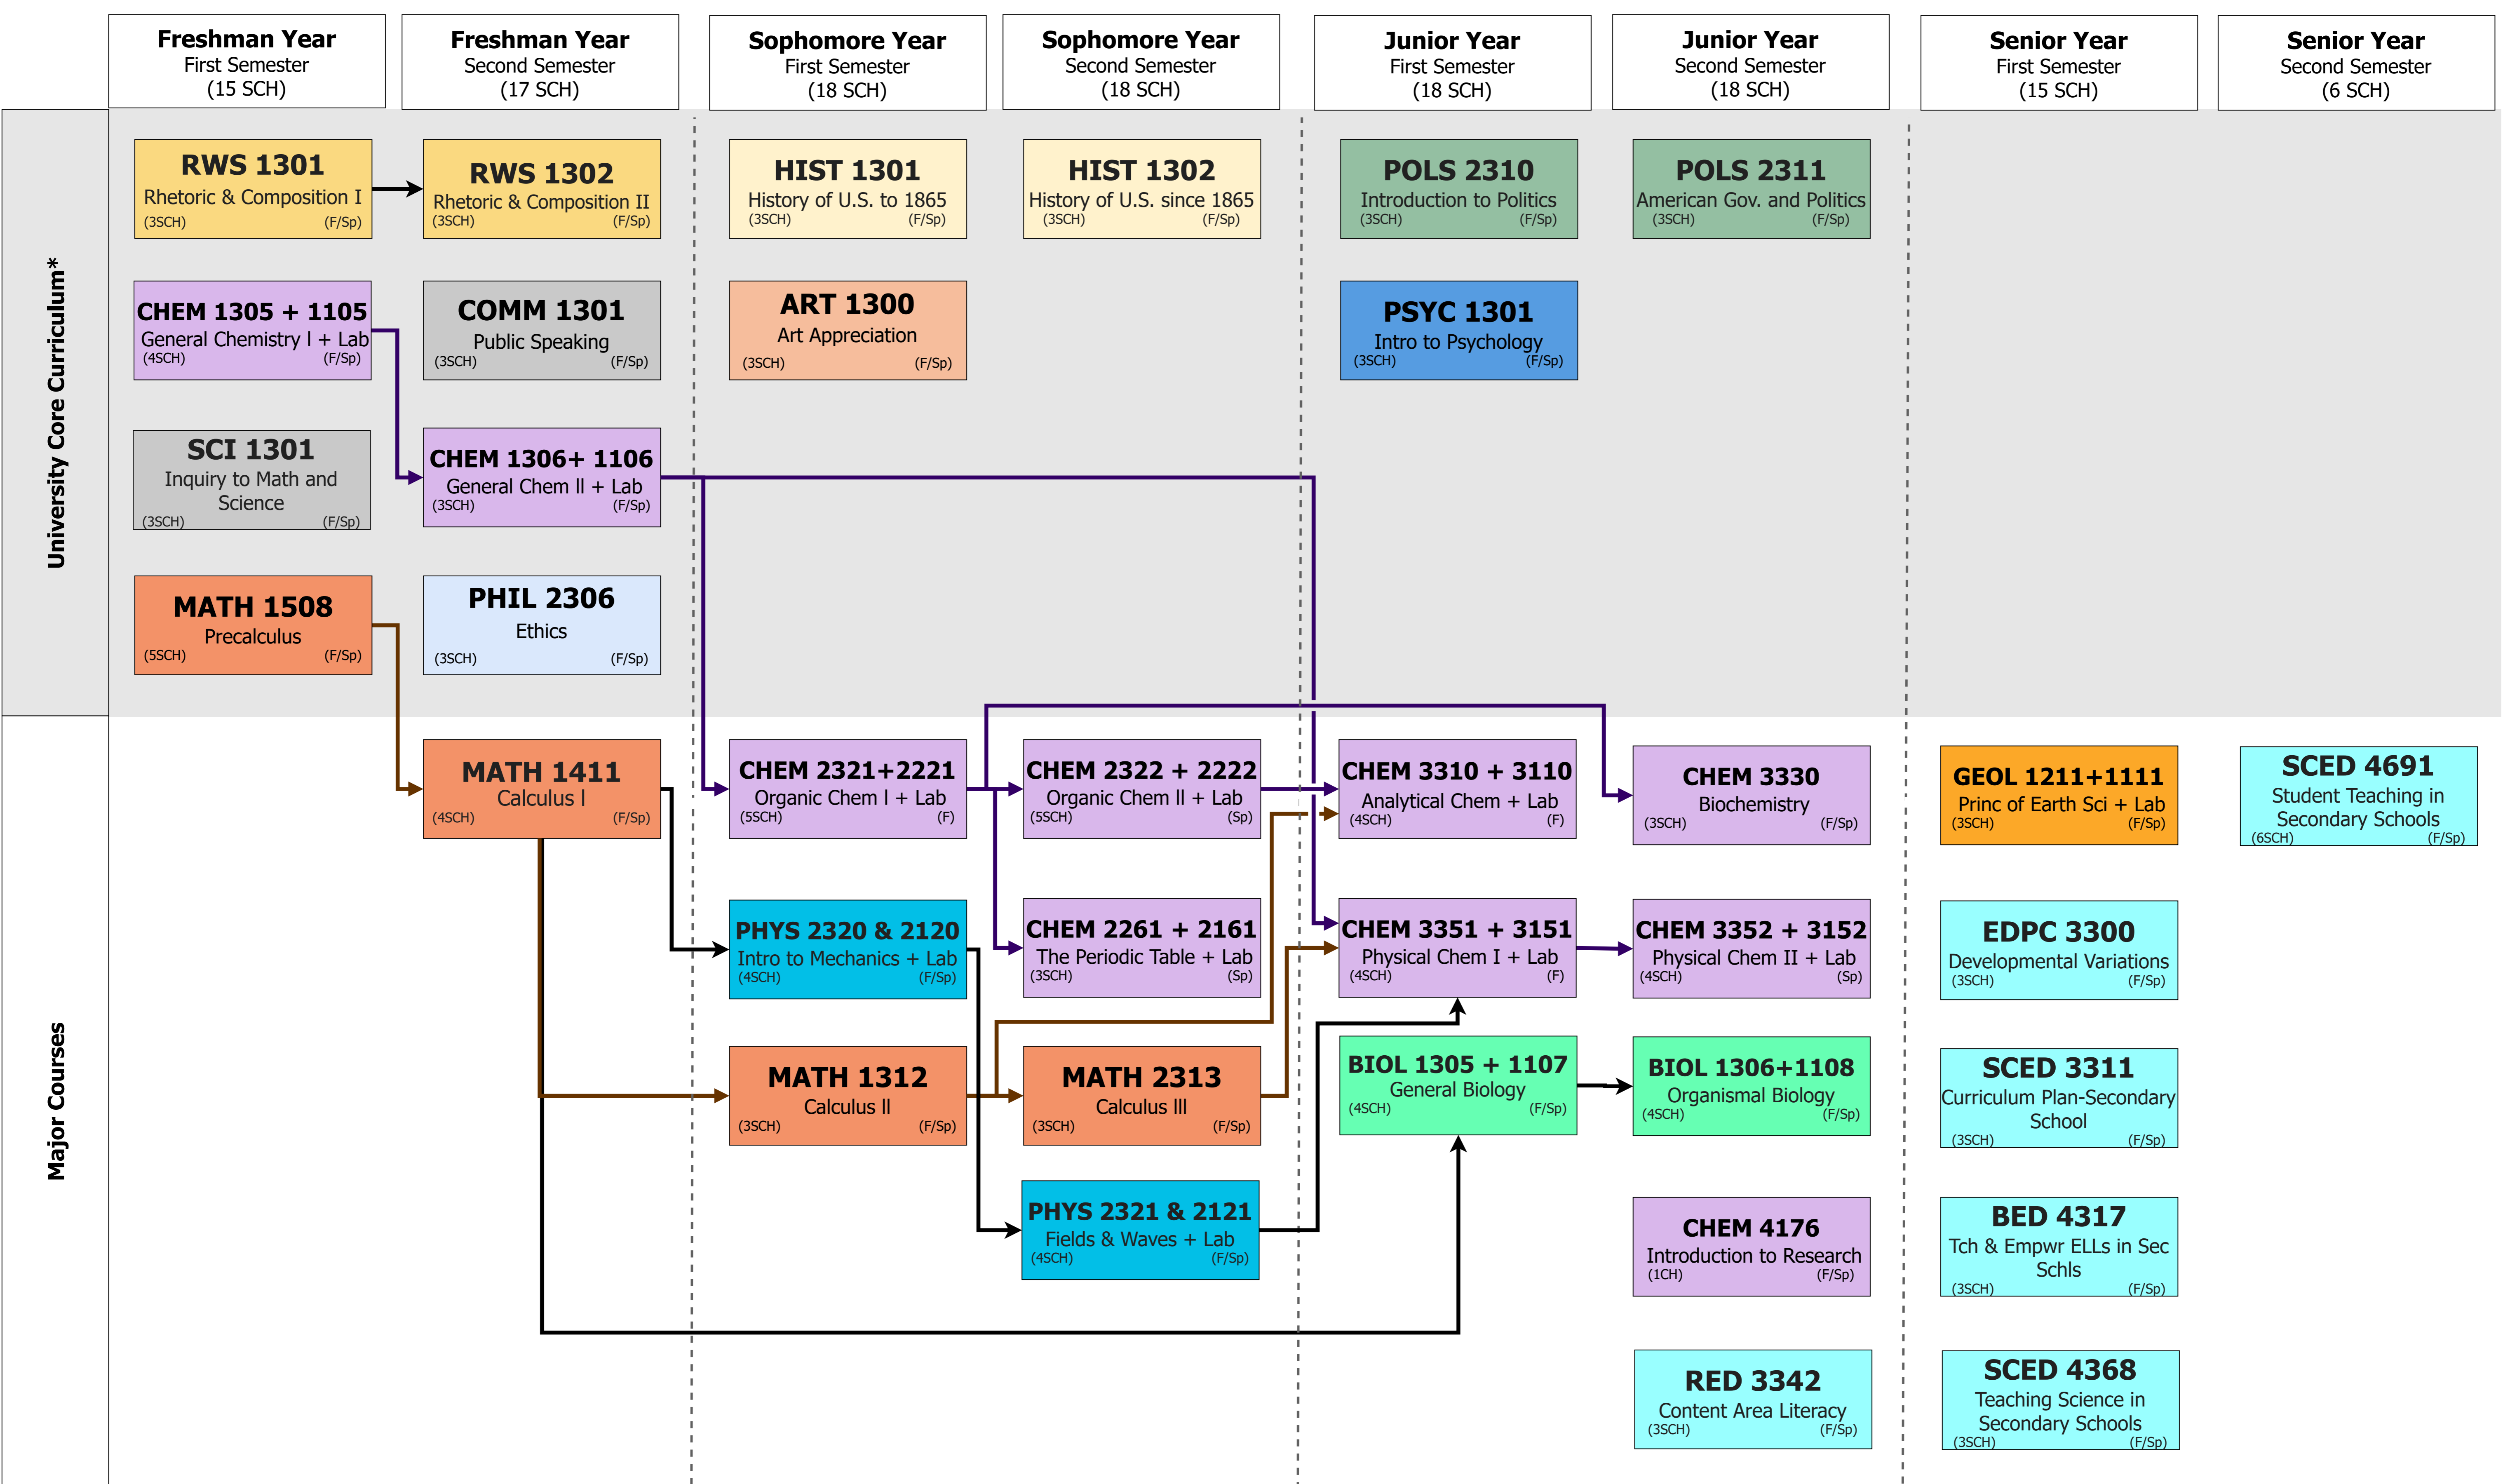 Freshman Year
First Semester
(15 SCH)
Freshman Year
Second Semester
(17 SCH)
Sophomore Year
First Semester
(18 SCH)
Sophomore Year
Second Semester
(18 SCH)
Junior Year
First Semester
(18 SCH)
Junior Year
Second Semester
(18 SCH)
Senior Year
First Semester
(15 SCH)
Senior Year
Second Semester
(6 SCH)
University Core Curriculum*
RWS 1301
Rhetoric & Composition I
(3SCH) (F/Sp)
RWS 1302
Rhetoric & Composition II
(3SCH) (F/Sp)
HIST 1301
History of U.S. to 1865
(3SCH) (F/Sp)
HIST 1302
History of U.S. since 1865
(3SCH) (F/Sp)
POLS 2310
Introduction to Politics
(3SCH) (F/Sp)
POLS 2311
American Gov. and Politics
(3SCH) (F/Sp)
CHEM 1305 + 1105
General Chemistry l + Lab
(4SCH) (F/Sp)
COMM 1301
Public Speaking
(3SCH) (F/Sp)
ART 1300
Art Appreciation
(3SCH) (F/Sp)
PSYC 1301
Intro to Psychology
(3SCH) (F/Sp)
SCI 1301
Inquiry to Math and
Science
(3SCH) (F/Sp)
CHEM 1306+ 1106
General Chem ll + Lab
(3SCH) (F/Sp)
MATH 1508
Precalculus
(5SCH) (F/Sp)
PHIL 2306
Ethics
(3SCH) (F/Sp)
Major Courses
MATH 1411
Calculus l
(4SCH) (F/Sp)
CHEM 2321+2221
Organic Chem l + Lab
(5SCH) (F)
CHEM 2322 + 2222
Organic Chem ll + Lab
(5SCH) (Sp)
CHEM 3310 + 3110
Analytical Chem + Lab
(4SCH) (F)
CHEM 3330
Biochemistry
(3SCH) (F/Sp)
GEOL 1211+1111
Princ of Earth Sci + Lab
(3SCH) (F/Sp)
SCED 4691
Student Teaching in
Secondary Schools
(6SCH) (F/Sp)
PHYS 2320 & 2120
Intro to Mechanics + Lab
(4SCH) (F/Sp)
CHEM 2261 + 2161
The Periodic Table + Lab
(3SCH) (Sp)
CHEM 3351 + 3151
Physical Chem I + Lab
(4SCH) (F)
CHEM 3352 + 3152
Physical Chem II + Lab
(4SCH) (Sp)
EDPC 3300
Developmental Variations
(3SCH) (F/Sp)
MATH 1312
Calculus ll
(3SCH) (F/Sp)
MATH 2313
Calculus lll
(3SCH) (F/Sp)
BIOL 1305 + 1107
General Biology
(4SCH) (F/Sp)
BIOL 1306+1108
Organismal Biology
(4SCH) (F/Sp)
SCED 3311
Curriculum Plan-Secondary
School
(3SCH) (F/Sp)
PHYS 2321 & 2121
Fields & Waves + Lab
(4SCH) (F/Sp)
CHEM 4176
Introduction to Research
(1CH) (F/Sp)
BED 4317
Tch & Empwr ELLs in Sec
Schls
(3SCH) (F/Sp)
RED 3342
Content Area Literacy
(3SCH) (F/Sp)
SCED 4368
Teaching Science in
Secondary Schools
(3SCH) (F/Sp)